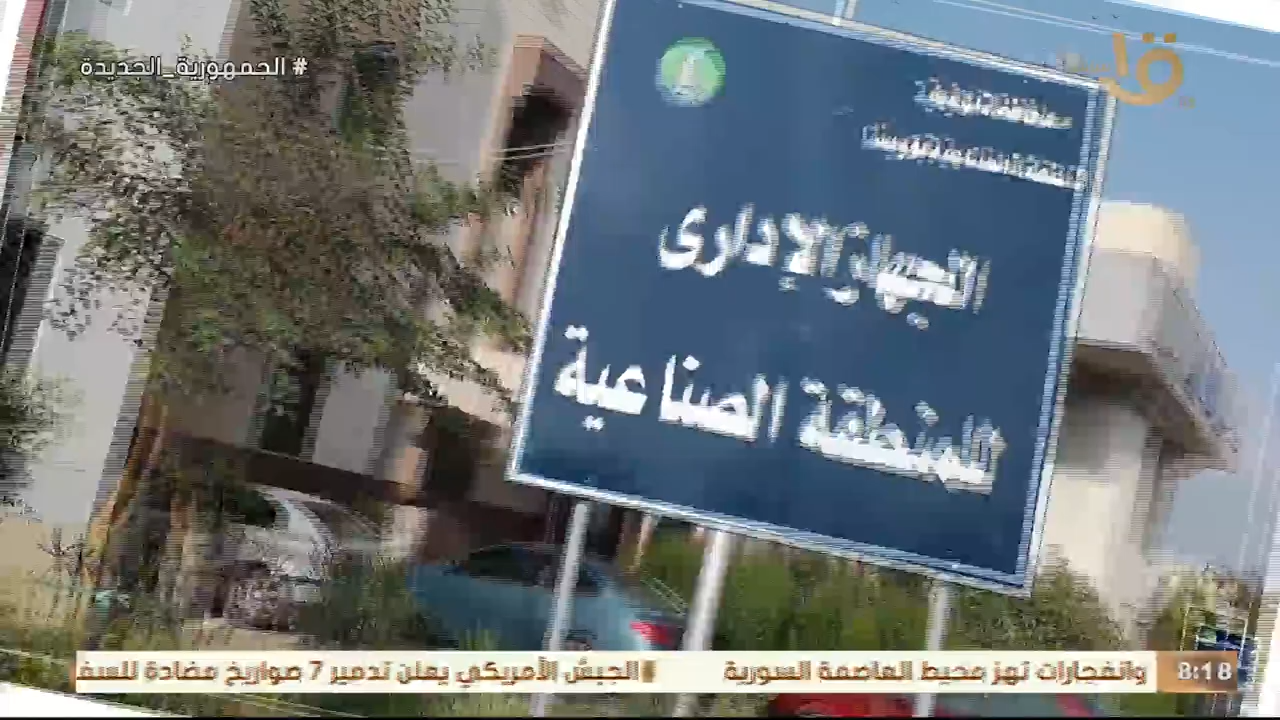 # الجمهورية_الجديدة
الجهاز الإدارى
للمنطقة الصناعية
وانفجارات تهز محيط العاصمة السورية
الجيش الأمريكي يعلن تدمير 7 صواريخ مضادة للسف
8:18